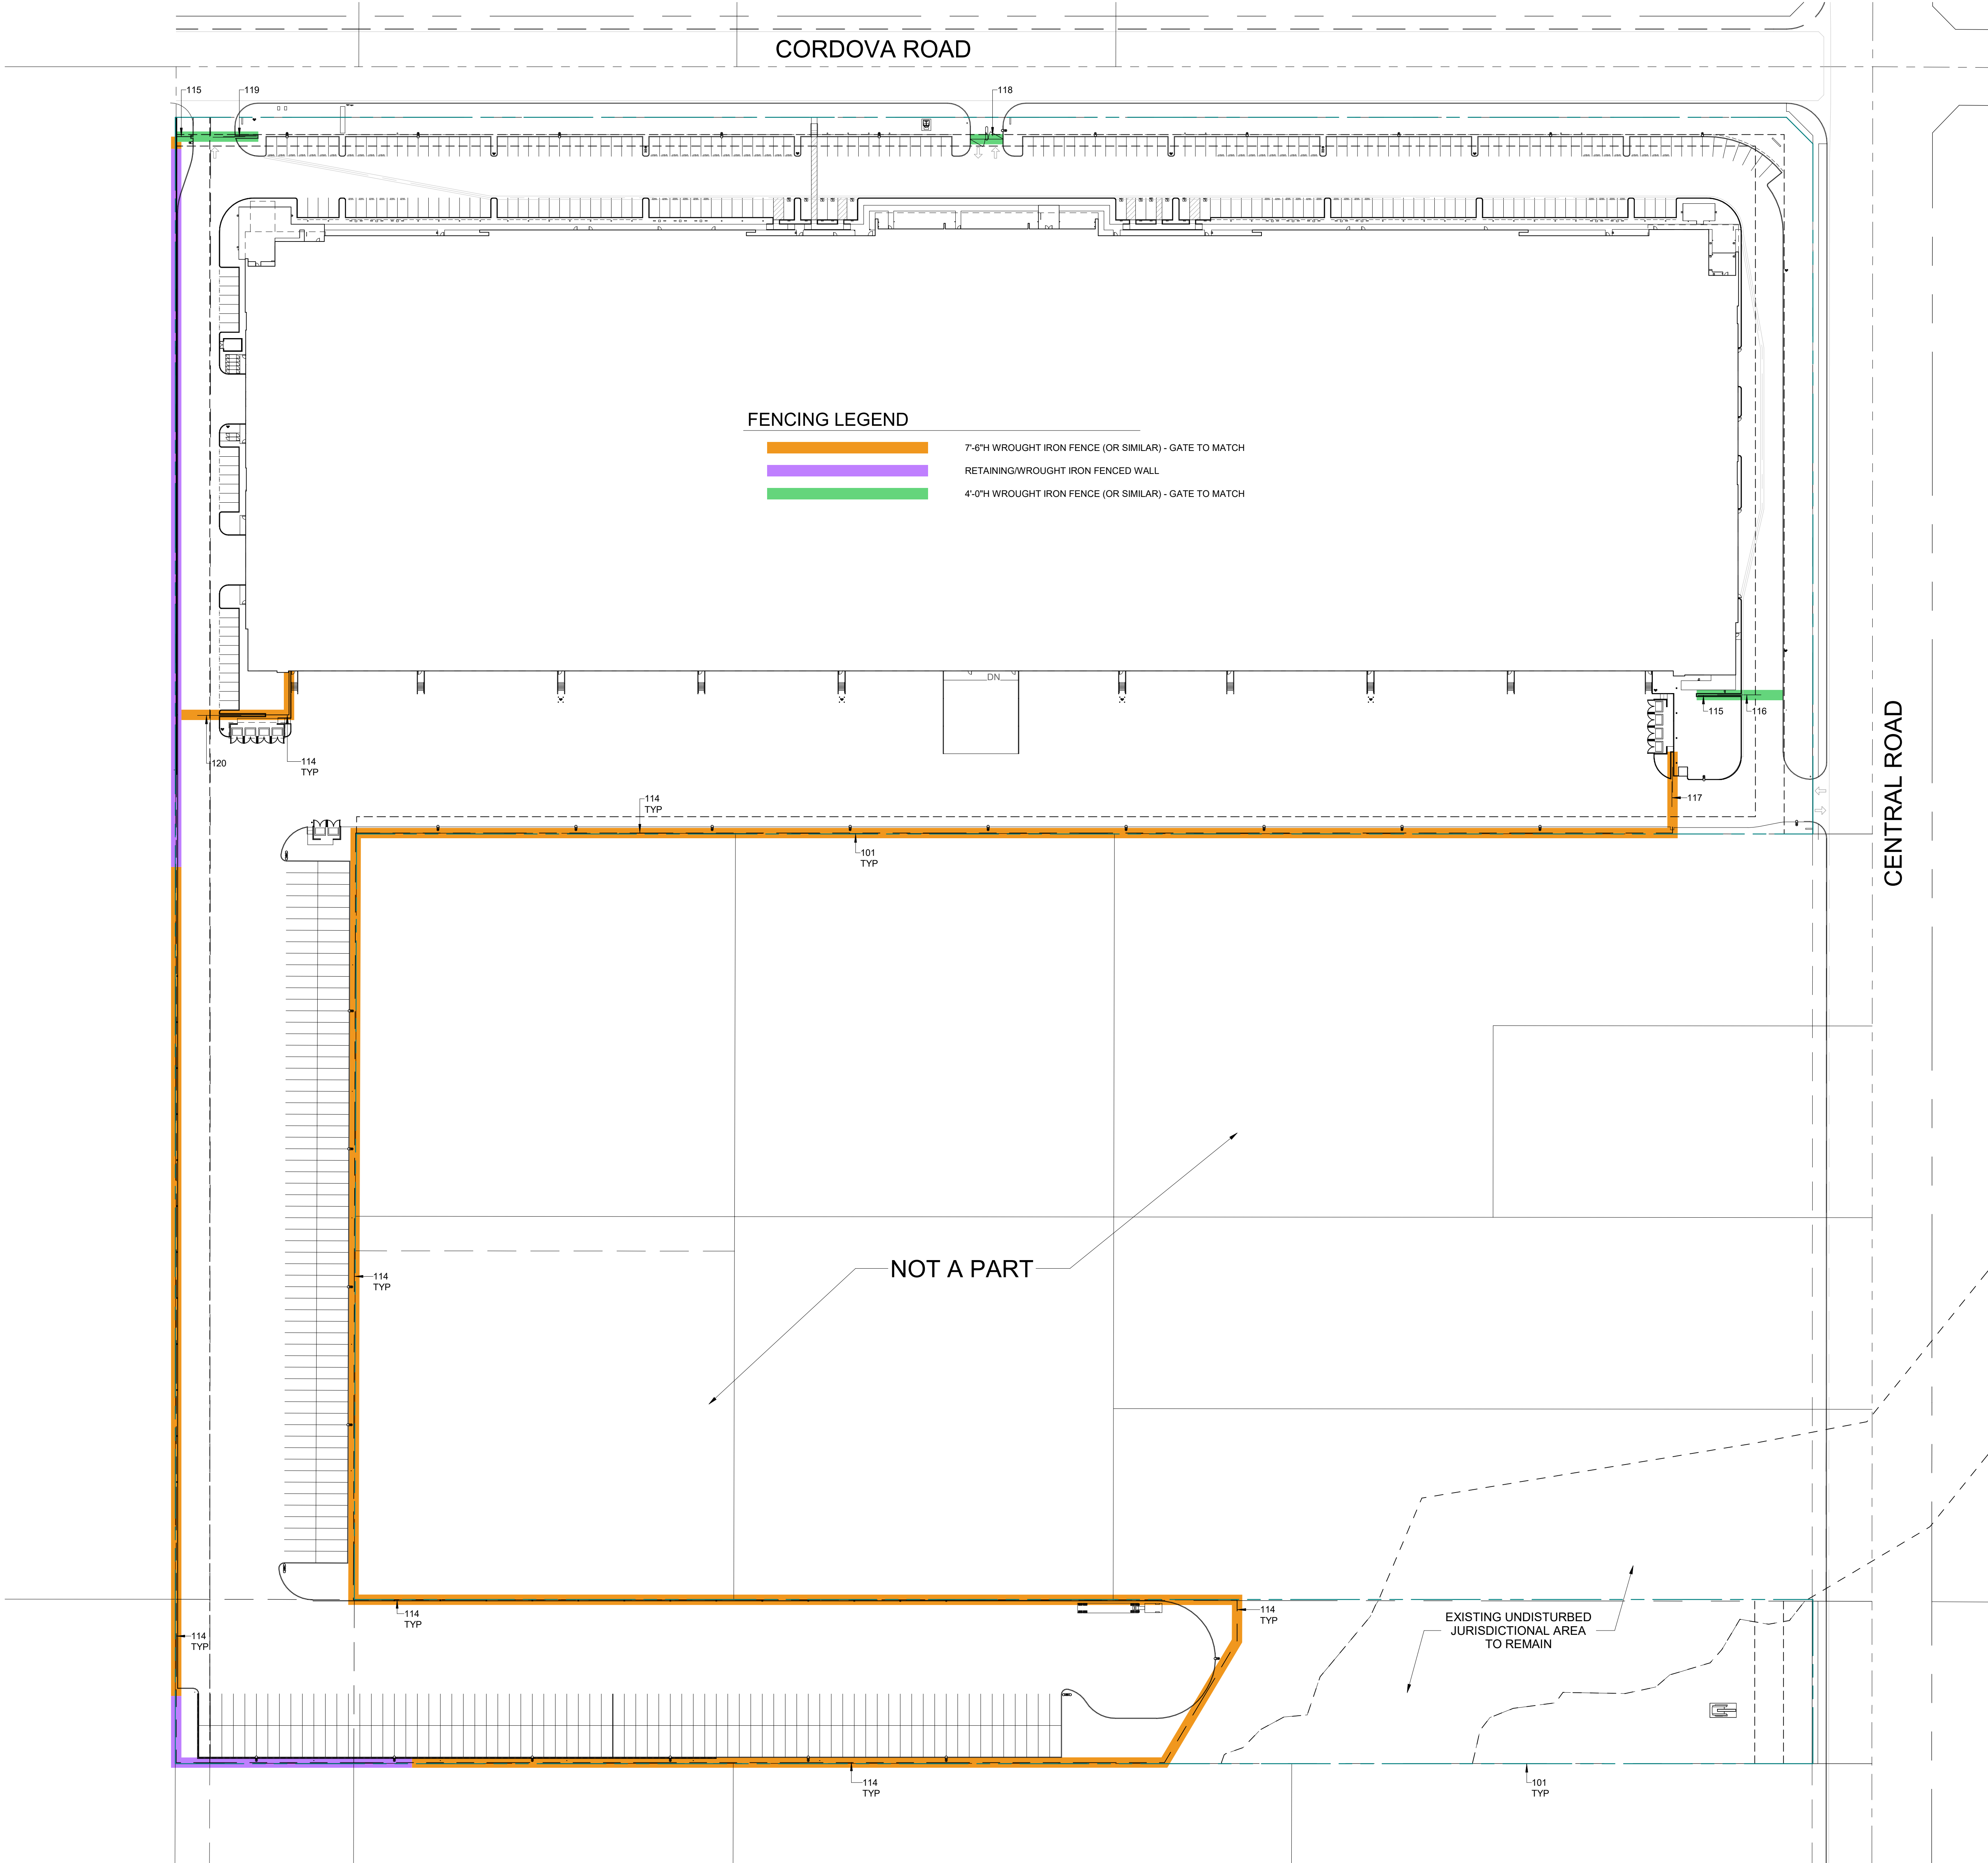 CORDOVA ROAD
115
119
118
FENCING LEGEND
7'-6"H WROUGHT IRON FENCE (OR SIMILAR) - GATE TO MATCH
RETAINING/WROUGHT IRON FENCED WALL
4'-0"H WROUGHT IRON FENCE (OR SIMILAR) - GATE TO MATCH
DN
115
116
120
114
TYP
CENTRAL ROAD
117
114
TYP
101
TYP
NOT A PART
114
TYP
114
TYP
114
TYP
114
TYP
EXISTING UNDISTURBED
JURISDICTIONAL AREA
TO REMAIN
114
TYP
101
TYP